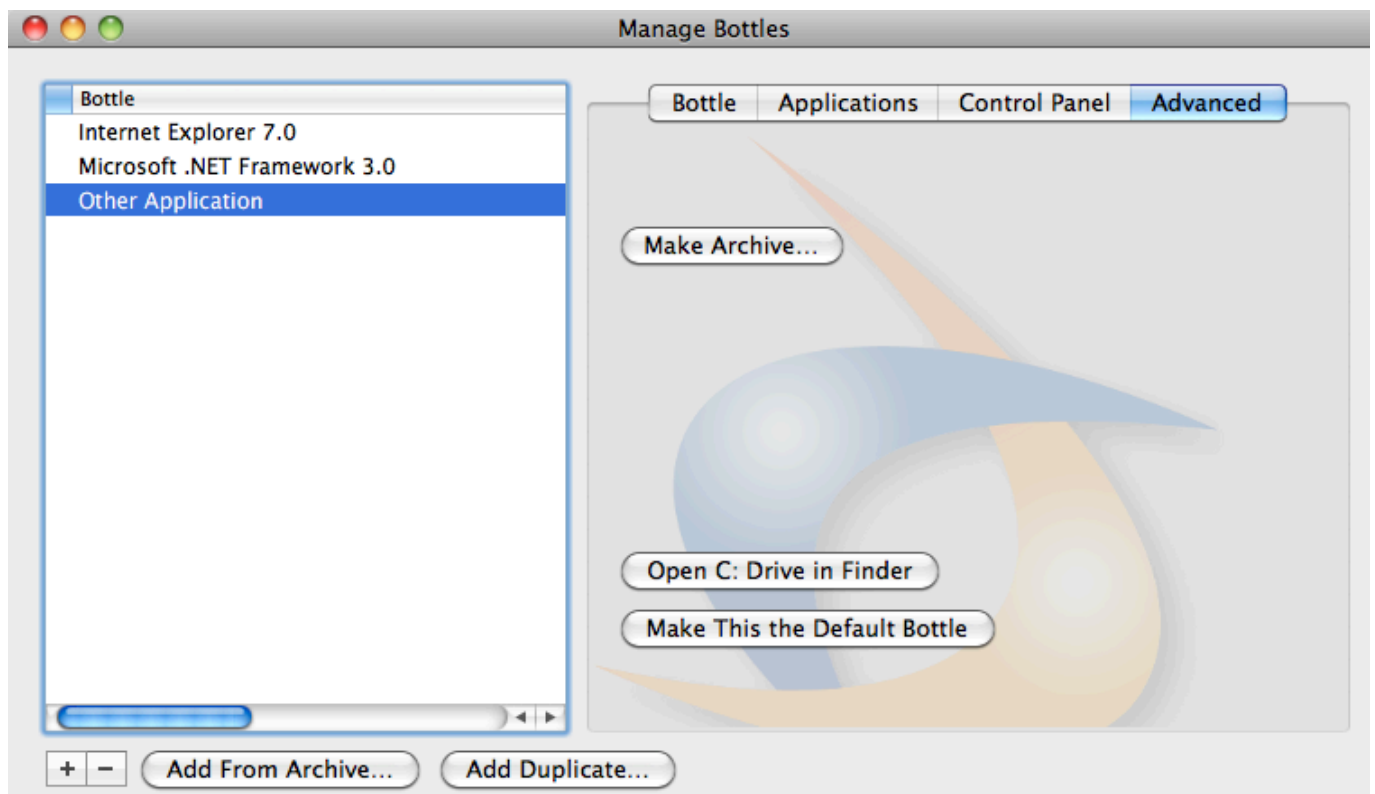 Manage Bottles
Bottle
Internet Explorer 7.0
Microsoft .NET Framework 3.0
Other Application
Bottle Applications Control Panel Advanced
Make Archive...
Open C: Drive in Finder
Make This the Default Bottle
+ − Add From Archive... Add Duplicate...